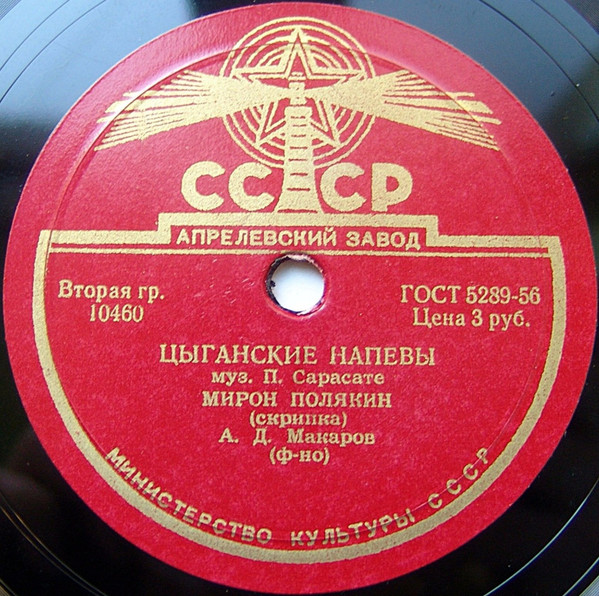 СССР
АПРЕЛЕВСКИЙ ЗАВОД
Вторая гр.
10460
ГОСТ 5289-56
Цена 3 руб.
ЦЫГАНСКИЕ НАПЕВЫ
муз. П. Сарасате
МИРОН ПОЛЯКИН
(скрипка)
А. Д. Макаров
(ф-но)
МИНИСТЕРСТВО КУЛЬТУРЫ СССР